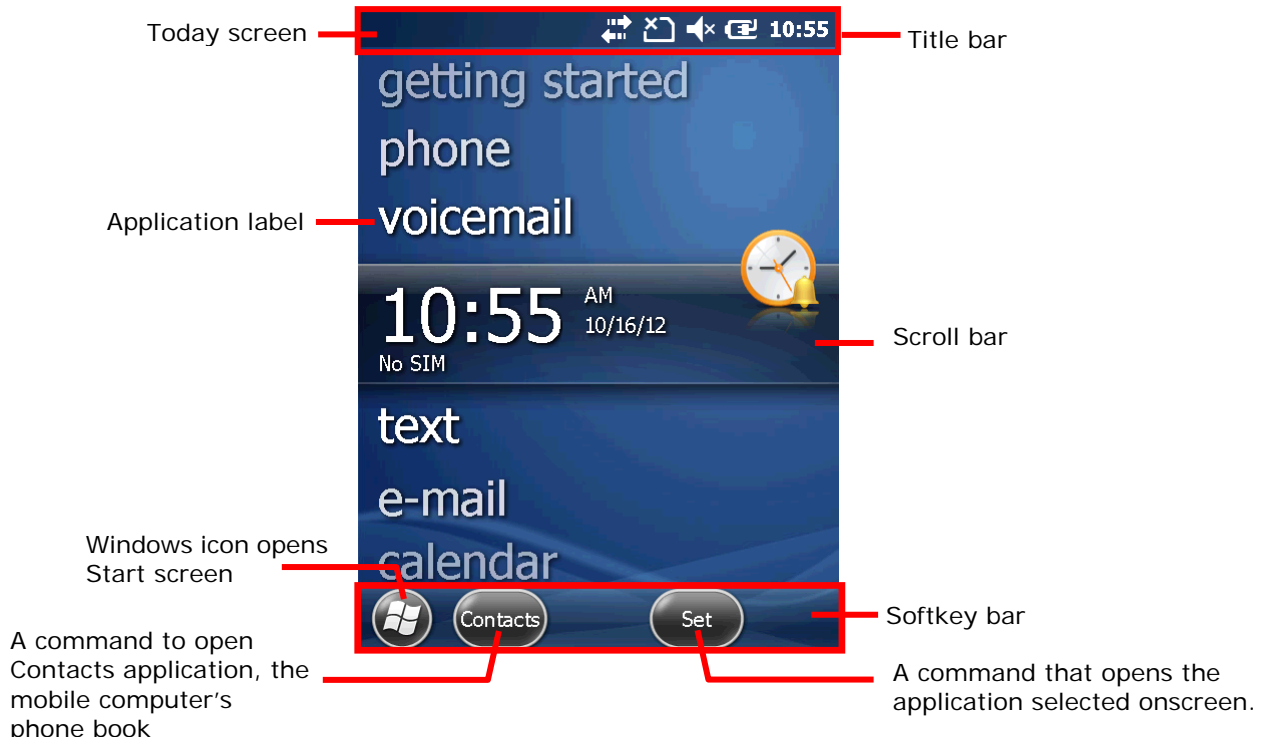 Today screen
10:55
Title bar
getting started
phone
Application label
voicemail
10:55
AM
10/16/12
No SIM
Scroll bar
text
e-mail
calendar
Windows icon opens
Start screen
Contacts
Set
Softkey bar
A command to open
Contacts application, the
mobile computer’s
phone book
A command that opens the
application selected onscreen.